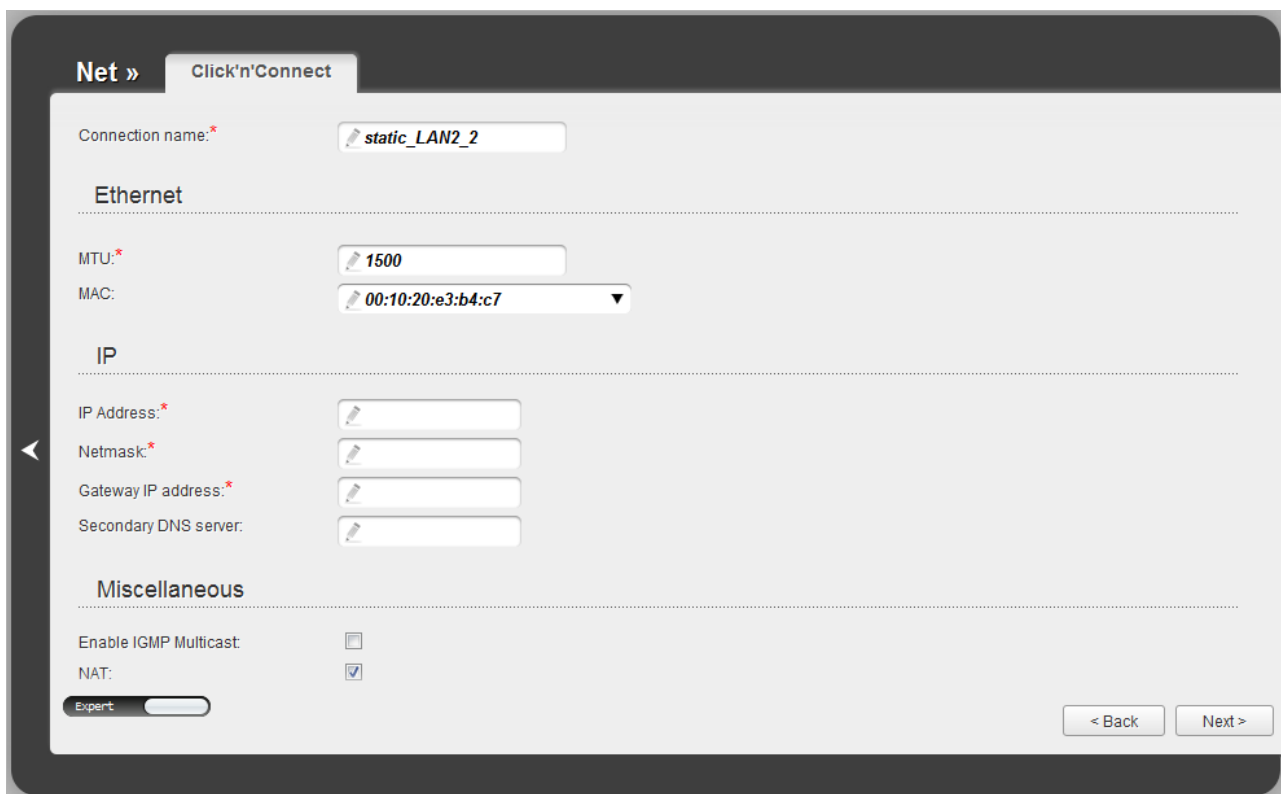 Net » Click'n'Connect
Connection name:* static_LAN2_2
Ethernet
MTU:* 1500
MAC: 00:10:20:e3:b4:c7
IP
IP Address:*
Netmask:*
Gateway IP address:*
Secondary DNS server:
Miscellaneous
Enable IGMP Multicast:
NAT:
Expert
< Back Next >